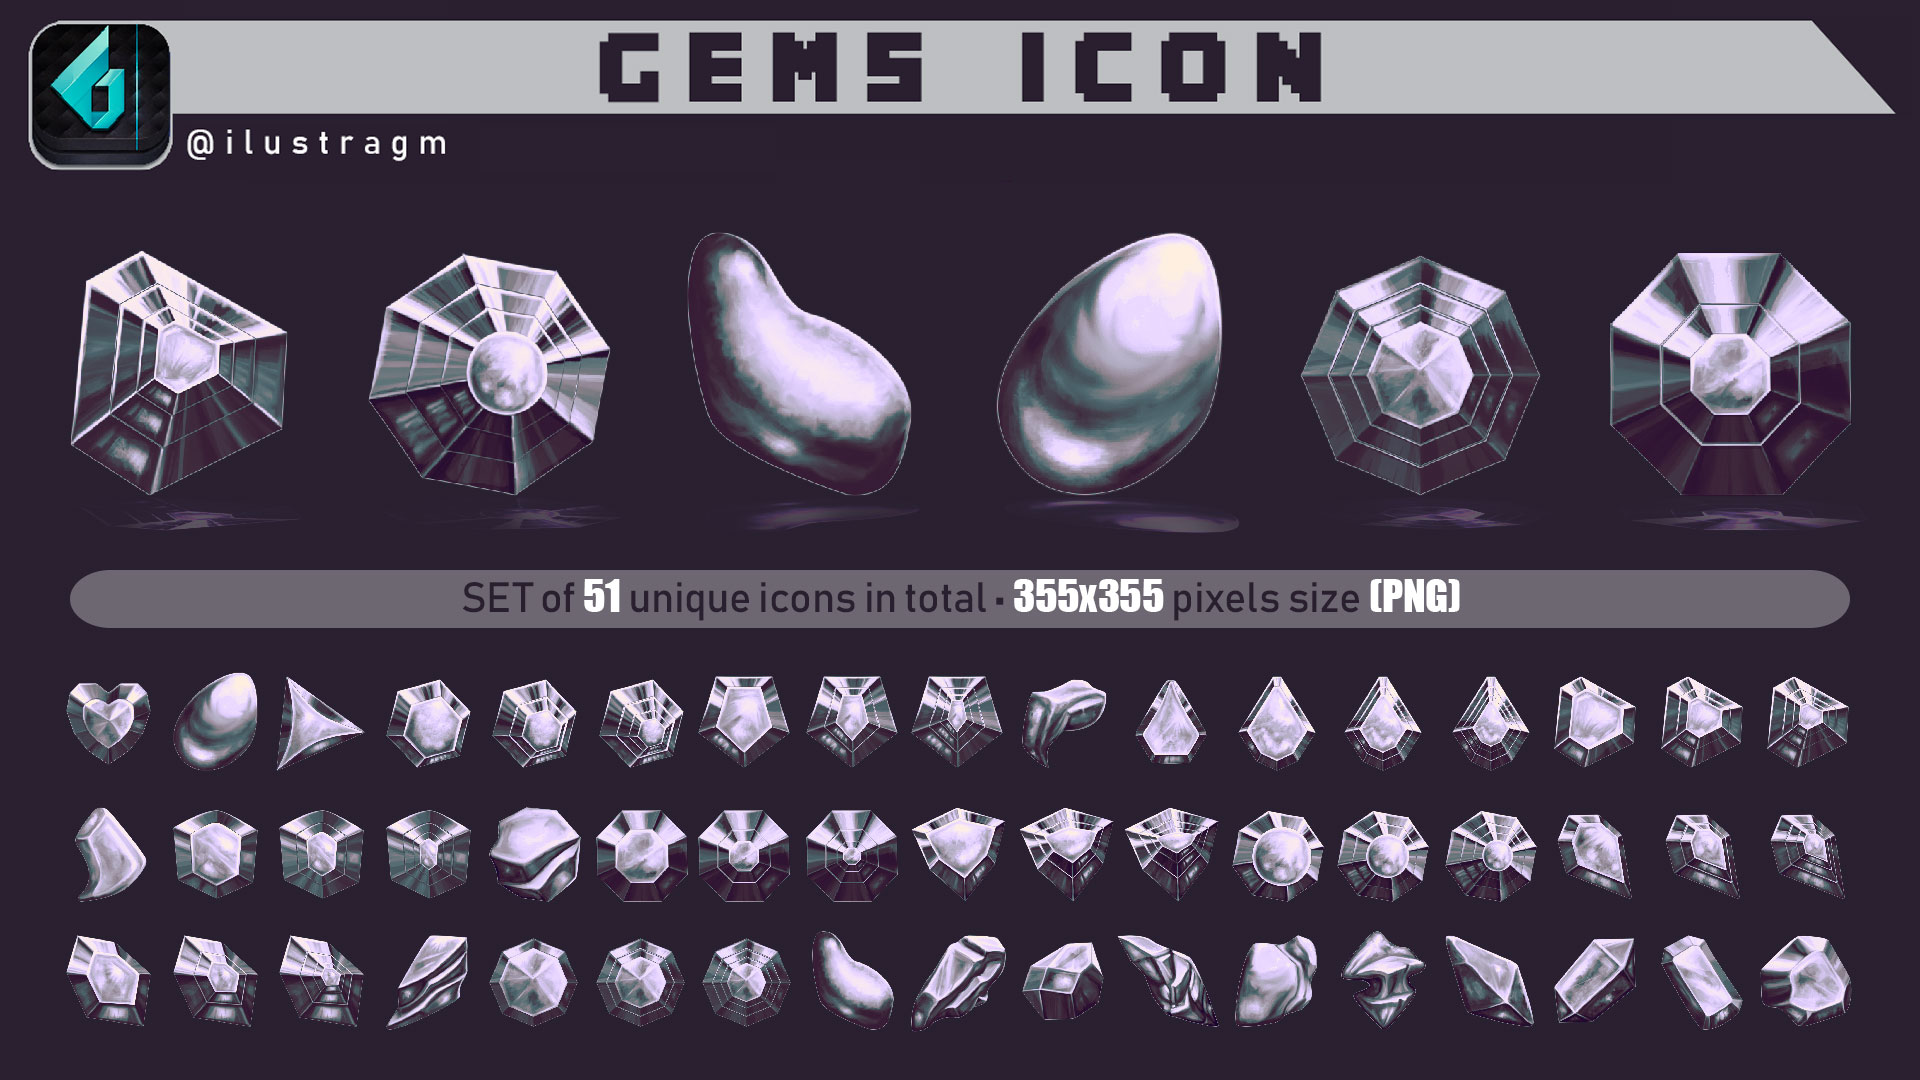 GEMS ICON
@ilustragm
SET of 51 unique icons in total · 355x355 pixels size (PNG)